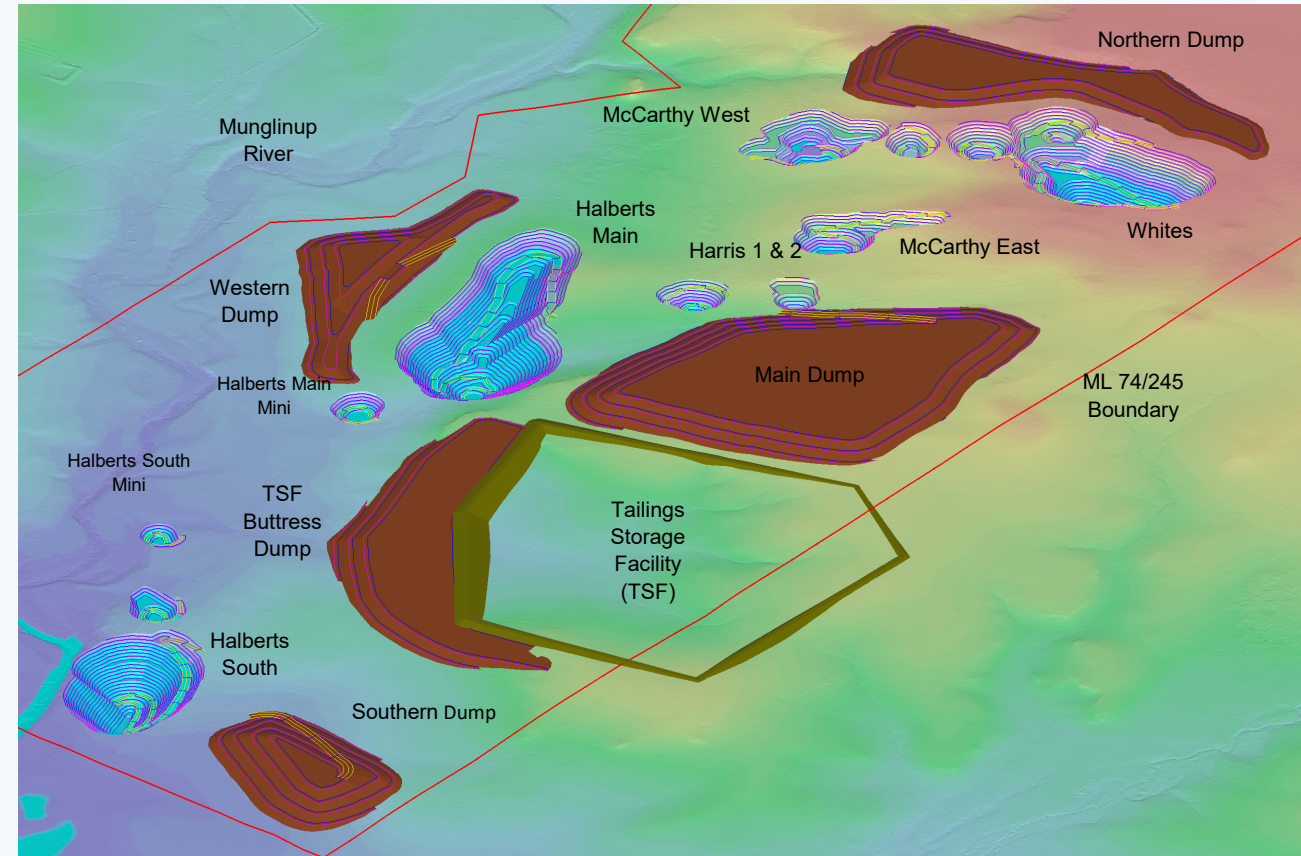 Northern Dump
McCarthy West
Munglinup
River
Halberts
Main
Whites
Harris 1 & 2
McCarthy East
Western
Dump
Main Dump
Halberts Main
Mini
ML 74/245
Boundary
Halberts South
Mini
TSF
Buttress
Dump
Tailings
Storage
Facility
(TSF)
Halberts
South
Southern Dump